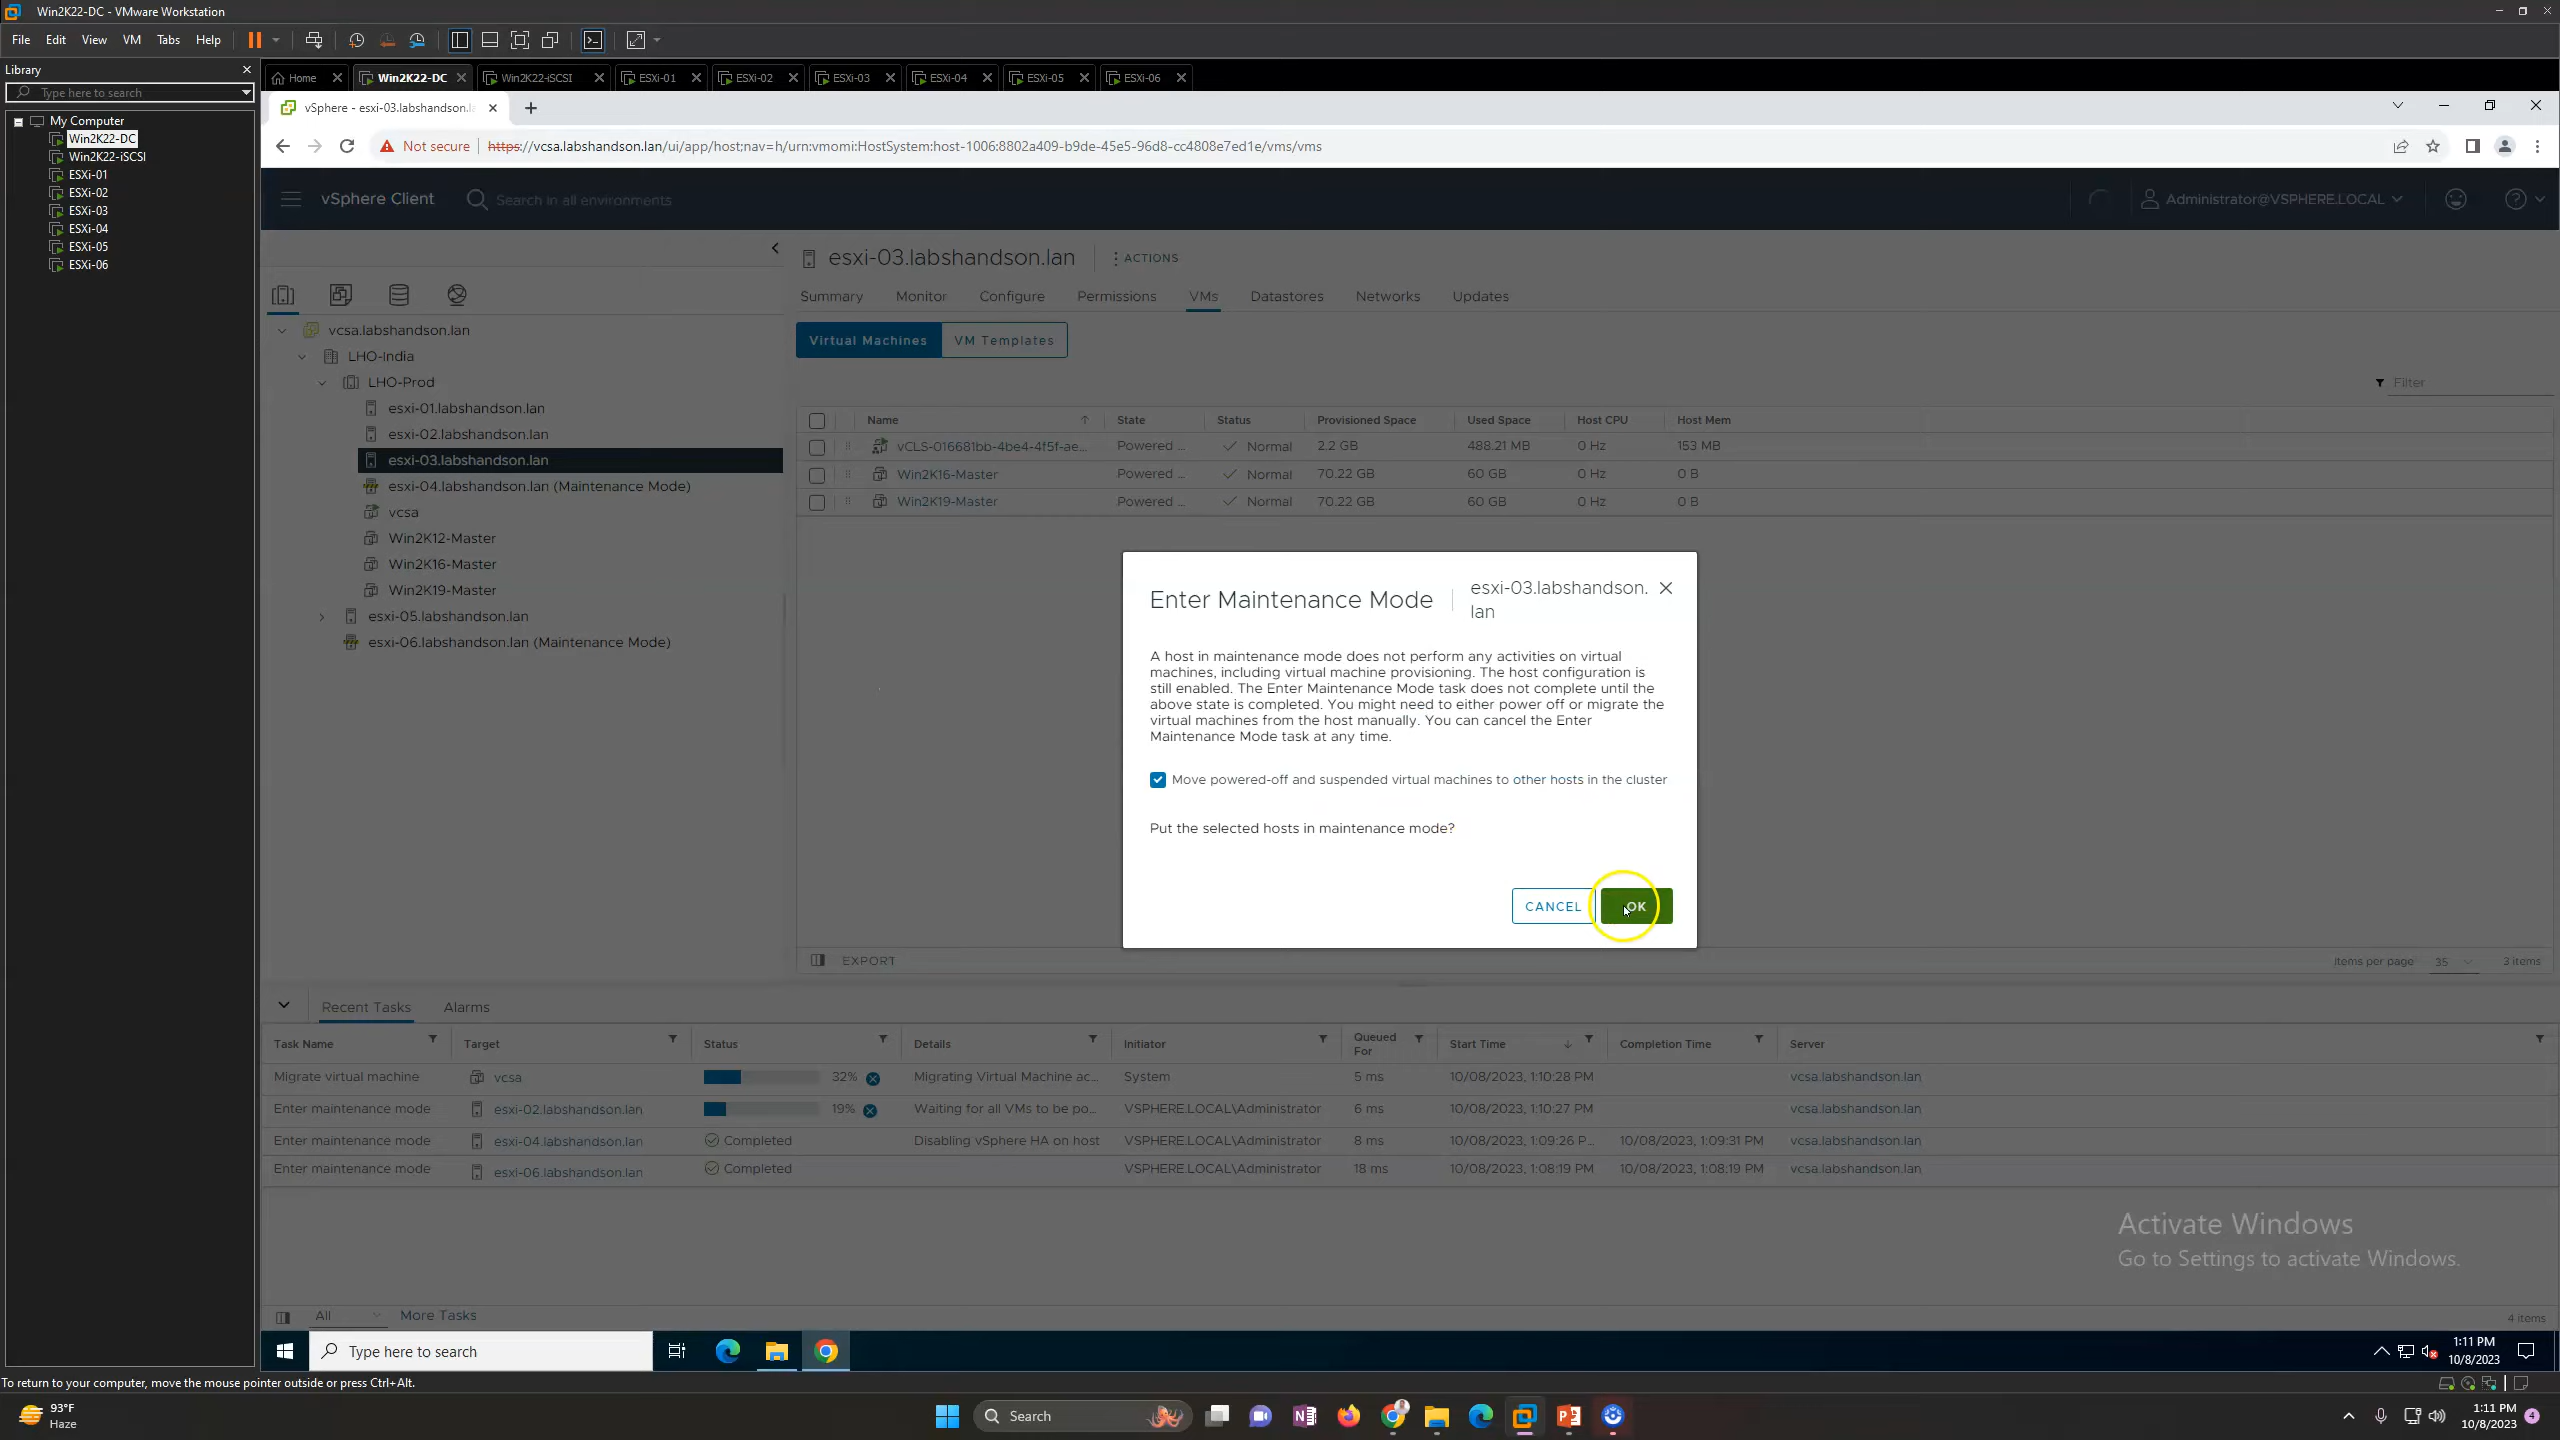 Win2K22-DC - VMware Workstation
File Edit View VM Tabs Help
Library
Type here to search
My Computer
Win2K22-DC
Win2K22-iSCSI
ESXi-01
ESXi-02
ESXi-03
ESXi-04
ESXi-05
ESXi-06
Home Win2K22-DC Win2K22-iSCSI ESXi-01 ESXi-02 ESXi-03 ESXi-04 ESXi-05 ESXi-06
vSphere - esxi-03.labshandson.la
Not secure https://vcsa.labshandson.lan/ui/app/host;nav=h/urn:vmomi:HostSystem:host-1006:8802a409-b9de-45e5-96d8-cc4808e7ed1e/vms/vms
vSphere Client Search in all environments Administrator@VSPHERE.LOCAL
vcsa.labshandson.lan
LHO-India
LHO-Prod
esxi-01.labshandson.lan
esxi-02.labshandson.lan
esxi-03.labshandson.lan
esxi-04.labshandson.lan (Maintenance Mode)
vcsa
Win2K12-Master
Win2K16-Master
Win2K19-Master
esxi-05.labshandson.lan
esxi-06.labshandson.lan (Maintenance Mode)
esxi-03.labshandson.lan ACTIONS
Summary Monitor Configure Permissions VMs Datastores Networks Updates
Virtual Machines VM Templates
Filter
Name State Status Provisioned Space Used Space Host CPU Host Mem
vCLS-016681bb-4be4-4f5f-ae... Powered ... Normal 2.2 GB 488.21 MB 0 Hz 153 MB
Win2K16-Master Powered ... Normal 70.22 GB 60 GB 0 Hz 0 B
Win2K19-Master Powered ... Normal 70.22 GB 60 GB 0 Hz 0 B
Enter Maintenance Mode esxi-03.labshandson.
lan
A host in maintenance mode does not perform any activities on virtual
machines, including virtual machine provisioning. The host configuration is
still enabled. The Enter Maintenance Mode task does not complete until the
above state is completed. You might need to either power off or migrate the
virtual machines from the host manually. You can cancel the Enter
Maintenance Mode task at any time.
Move powered-off and suspended virtual machines to other hosts in the cluster
Put the selected hosts in maintenance mode?
CANCEL OK
EXPORT Items per page 35 3 items
Recent Tasks Alarms
Task Name Target Status Details Initiator Queued For Start Time Completion Time Server
Migrate virtual machine vcsa 32% Migrating Virtual Machine ac... System 5 ms 10/08/2023, 1:10:28 PM vcsa.labshandson.lan
Enter maintenance mode esxi-02.labshandson.lan 19% Waiting for all VMs to be po... VSPHERE.LOCAL\Administrator 6 ms 10/08/2023, 1:10:27 PM vcsa.labshandson.lan
Enter maintenance mode esxi-04.labshandson.lan Completed Disabling vSphere HA on host VSPHERE.LOCAL\Administrator 8 ms 10/08/2023, 1:09:26 P... 10/08/2023, 1:09:31 PM vcsa.labshandson.lan
Enter maintenance mode esxi-06.labshandson.lan Completed VSPHERE.LOCAL\Administrator 18 ms 10/08/2023, 1:08:19 PM 10/08/2023, 1:08:19 PM vcsa.labshandson.lan
Activate Windows
Go to Settings to activate Windows.
All More Tasks 4 items
Type here to search 1:11 PM
10/8/2023
To return to your computer, move the mouse pointer outside or press Ctrl+Alt.
93°F
Haze
Search
1:11 PM
10/8/2023
4